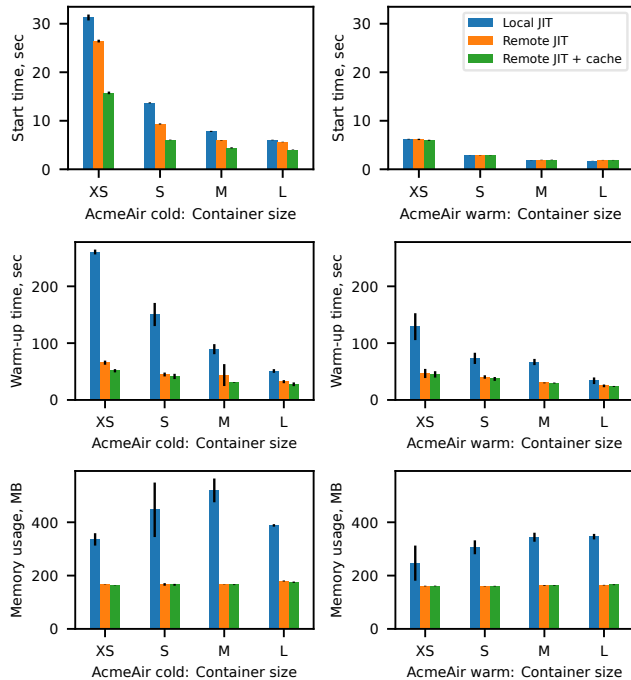 Start time, sec
30
20
10
0
XS S M L
AcmeAir cold: Container size
Start time, sec
30
20
10
0
Local JIT
Remote JIT
Remote JIT + cache
XS S M L
AcmeAir warm: Container size
Warm-up time, sec
200
100
0
XS S M L
AcmeAir cold: Container size
Warm-up time, sec
200
100
0
XS S M L
AcmeAir warm: Container size
Memory usage, MB
400
200
0
XS S M L
AcmeAir cold: Container size
Memory usage, MB
400
200
0
XS S M L
AcmeAir warm: Container size